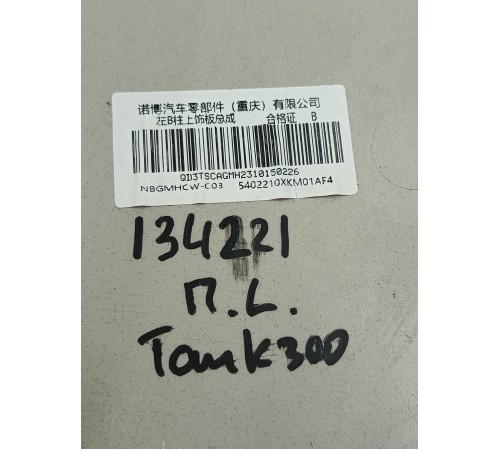 诺博汽车零部件（重庆）有限公司
左B柱上饰板总成 合格证 B
QD3TSCAGMH2310150226
NBGMHCW-C03 5402210XKM01AF4
134221
П.L.
Tank300